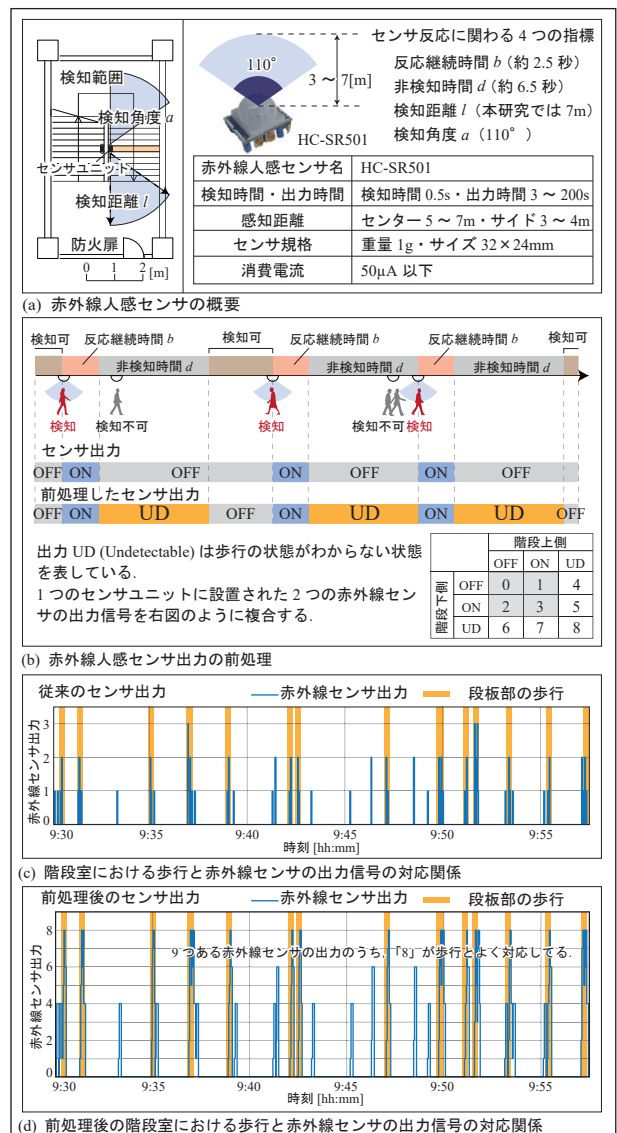 検知範囲
検知角度 a
センサユニット
検知距離 l
防火扉
0 1 2 [m]
110°
3 ～ 7[m]
HC-SR501
センサ反応に関わる 4 つの指標
反応継続時間 b（約 2.5 秒）
非検知時間 d（約 6.5 秒）
検知距離 l（本研究では 7m）
検知角度 a（110°）
赤外線人感センサ名 HC-SR501
検知時間・出力時間 検知時間 0.5s・出力時間 3 ～ 200s
感知距離 センター 5 ～ 7m・サイド 3 ～ 4m
センサ規格 重量 1g・サイズ 32×24mm
消費電流 50μA 以下
(a) 赤外線人感センサの概要
検知可 反応継続時間 b 検知可 反応継続時間 b 反応継続時間 b 検知可
非検知時間 d 非検知時間 d 非検知時間 d
検知 検知不可 検知 検知不可 検知
センサ出力
OFF ON OFF ON OFF ON OFF
前処理したセンサ出力
OFF ON UD OFF ON UD ON UD OFF
出力 UD (Undetectable) は歩行の状態がわからない状態
を表している.
1 つのセンサユニットに設置された 2 つの赤外線セン
サの出力信号を右図のように複合する.
階段上側
OFF ON UD
階段下側
OFF 0 1 4
ON 2 3 5
UD 6 7 8
(b) 赤外線人感センサ出力の前処理
従来のセンサ出力 赤外線センサ出力 段板部の歩行
赤外線センサ出力
3
2
1
0
9:30 9:35 9:40 9:45 9:50 9:55
時刻 [hh:mm]
(c) 階段室における歩行と赤外線センサの出力信号の対応関係
前処理後のセンサ出力 赤外線センサ出力 段板部の歩行
9 つある赤外線センサの出力のうち,「8」が歩行とよく対応してる.
赤外線センサ出力
8
6
4
2
0
9:30 9:35 9:40 9:45 9:50 9:55
時刻 [hh:mm]
(d) 前処理後の階段室における歩行と赤外線センサの出力信号の対応関係